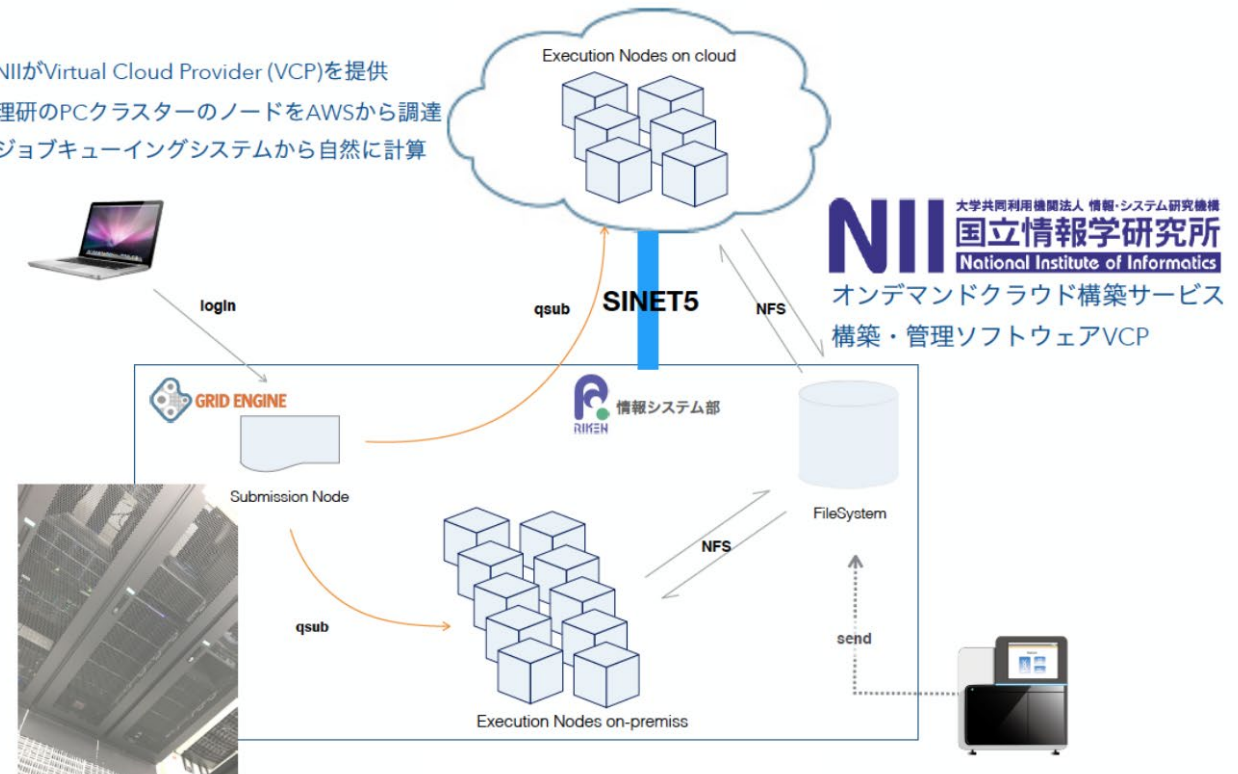 Execution Nodes on cloud
NIIがVirtual Cloud Provider (VCP)を提供
理研のPCクラスターのノードをAWSから調達
ジョブキューイングシステムから自然に計算
NII
大学共同利用機関法人 情報・システム研究機構
国立情報学研究所
National Institute of Informatics
オンデマンドクラウド構築サービス
構築・管理ソフトウェアVCP
login
qsub
SINET5
NFS
GRID ENGINE
RIKEN
情報システム部
Submission Node
FileSystem
NFS
qsub
send
Execution Nodes on-premiss